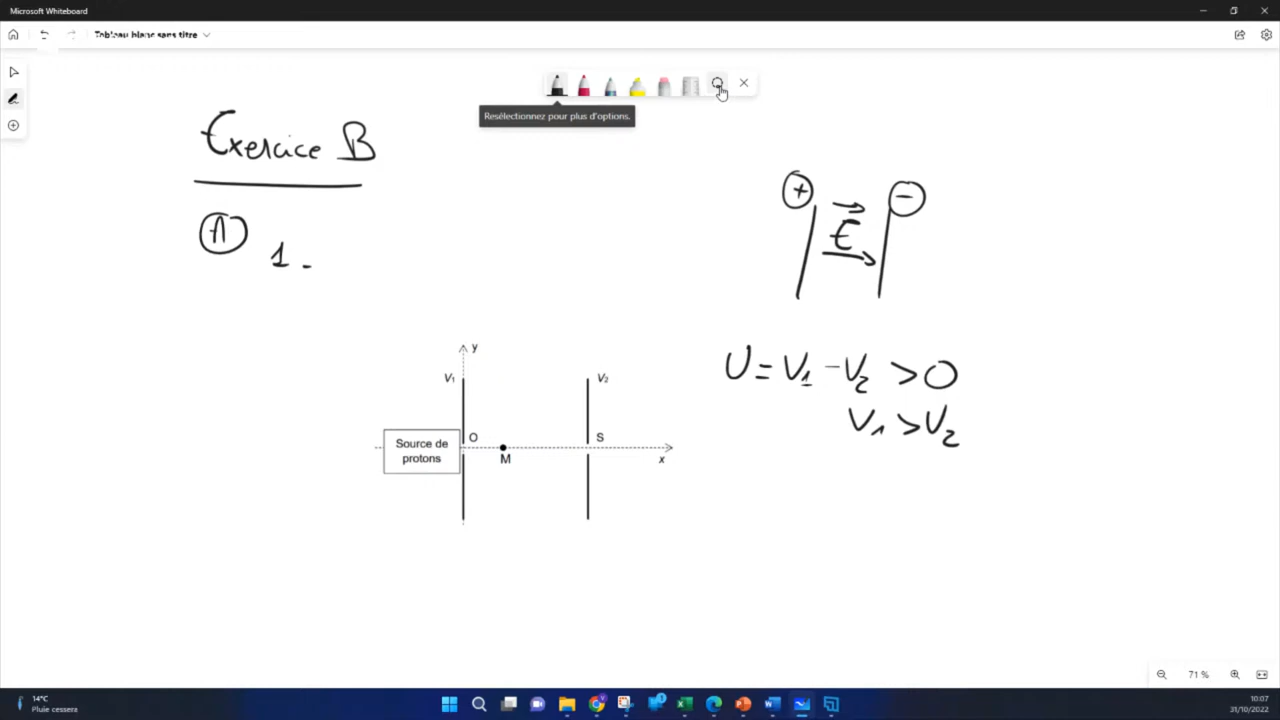 Microsoft Whiteboard
Tableau blanc sans titre
Resélectionnez pour plus d'options.
Exercice B
A 1.
+ E -
U = V1 - V2 > 0
V1 > V2
y
V1 V2
Source de
protons
O
S
M
x
71 %
14°C
Pluie cessera
1
10:07
31/10/2022